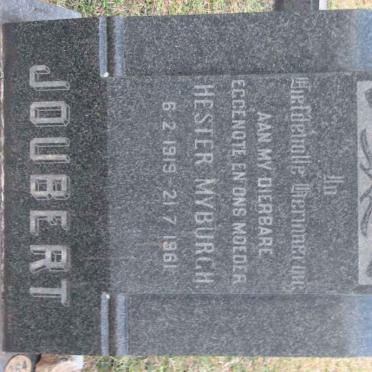 In
Liefdevolle Herinnering
AAN MY DIERBARE
EGGENOTE EN ONS MOEDER
HESTER MYBURGH
6·2·1919 21·7·1961
JOUBERT